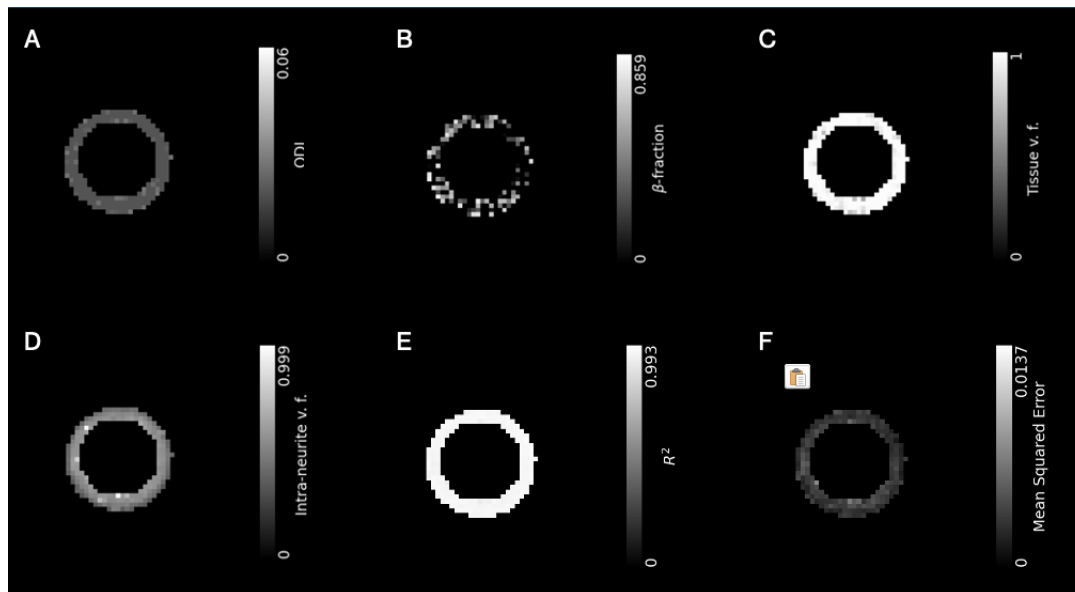 A
0.06
ODI
0
B
0.859
β-fraction
0
C
1
Tissue v. f.
0
D
0.999
Intra-neurite v. f.
0
E
0.993
R²
0
F
0.0137
Mean Squared Error
0